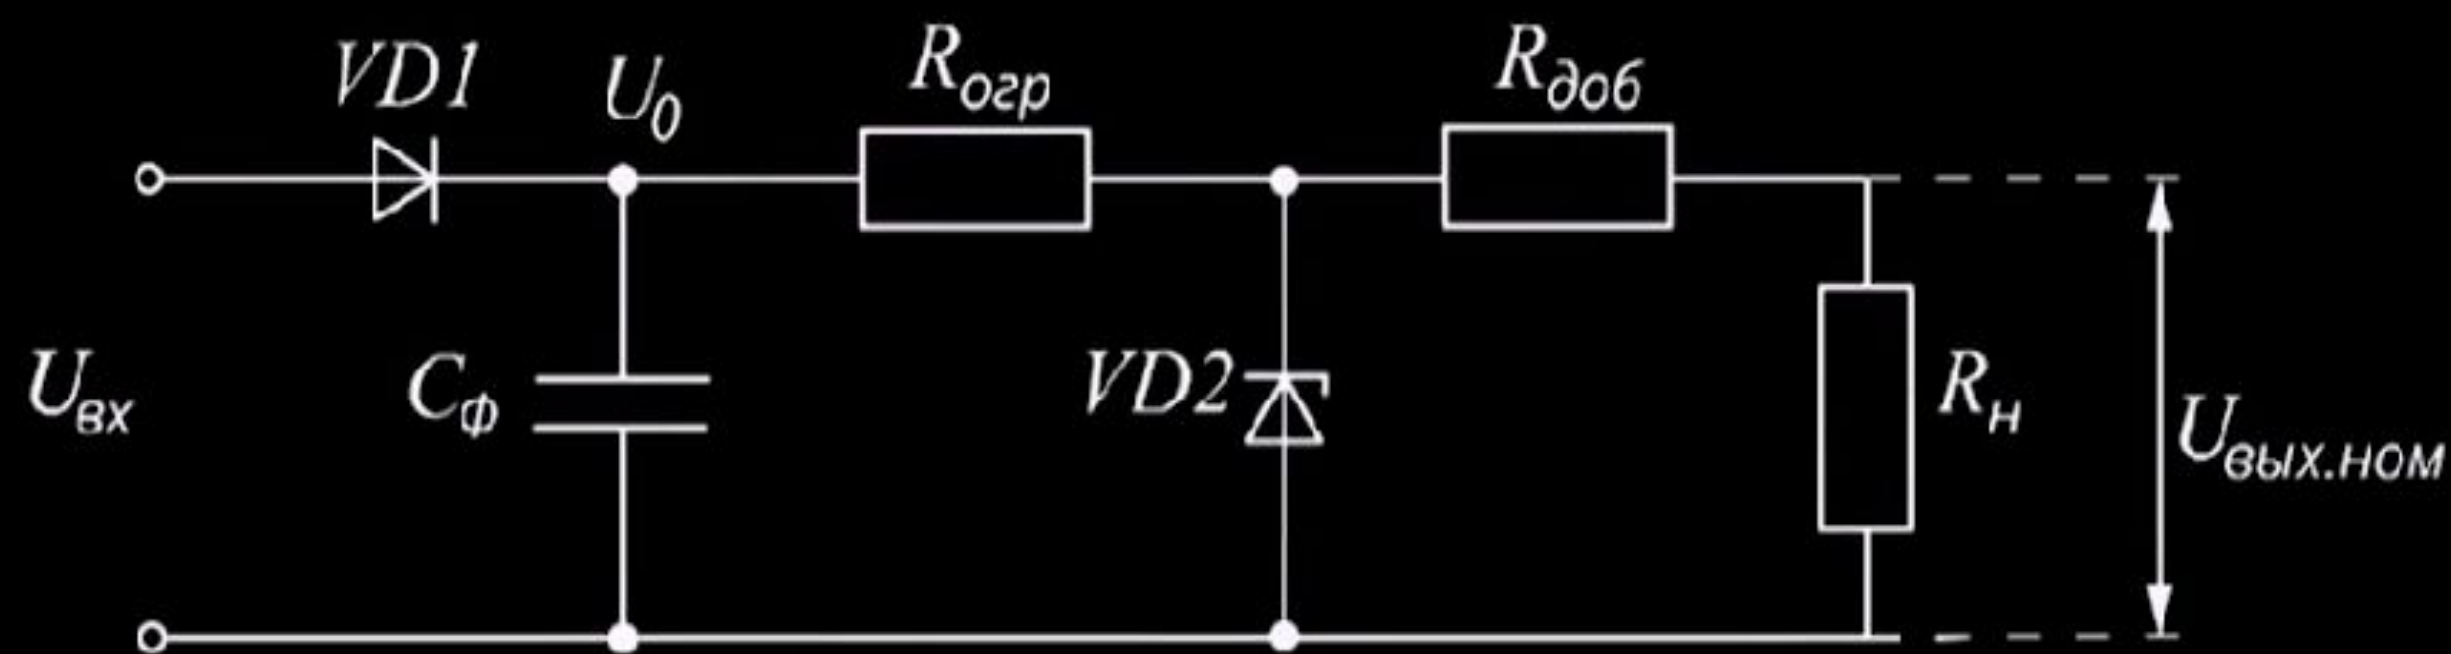 VD1
U₀
Rогр
Rдоб
Uвх
Cф
VD2
Rн
Uвых.ном